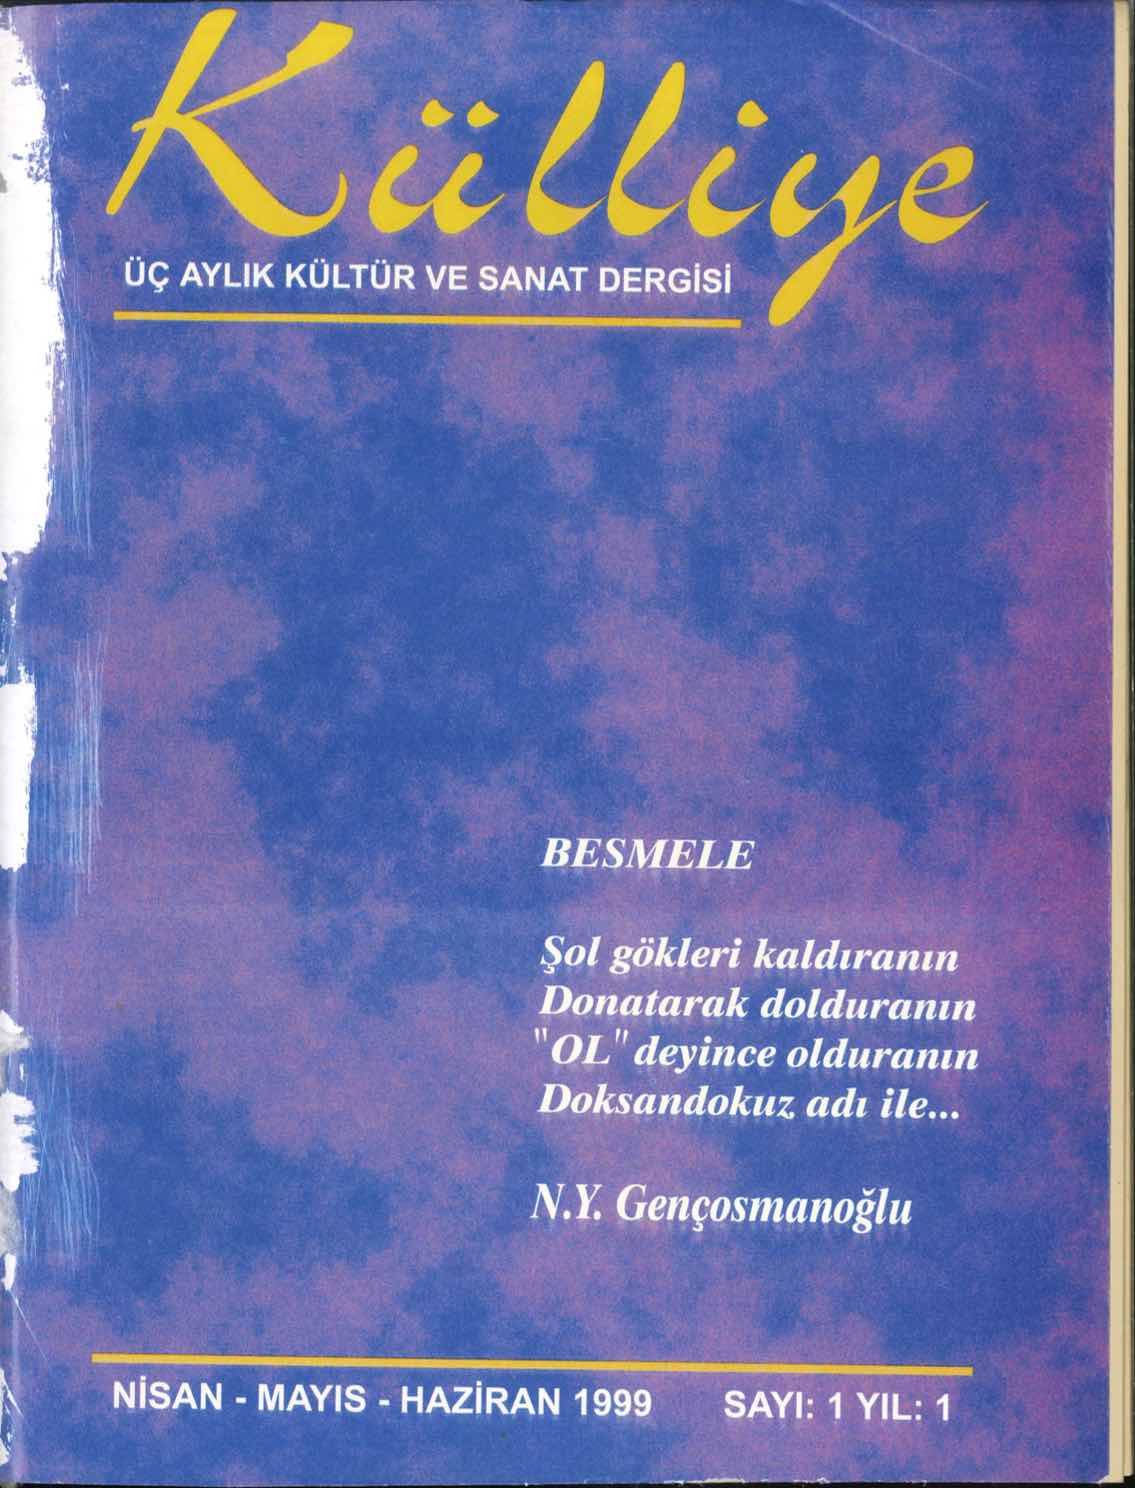 Külliye
ÜÇ AYLIK KÜLTÜR VE SANAT DERGİSİ
BESMELE
Şol gökleri kaldıranın
Donatarak dolduranın
"OL" deyince olduranın
Doksandokuz adı ile...
N.Y. Gençosmanoğlu
NİSAN - MAYIS - HAZİRAN 1999 SAYI: 1 YIL: 1